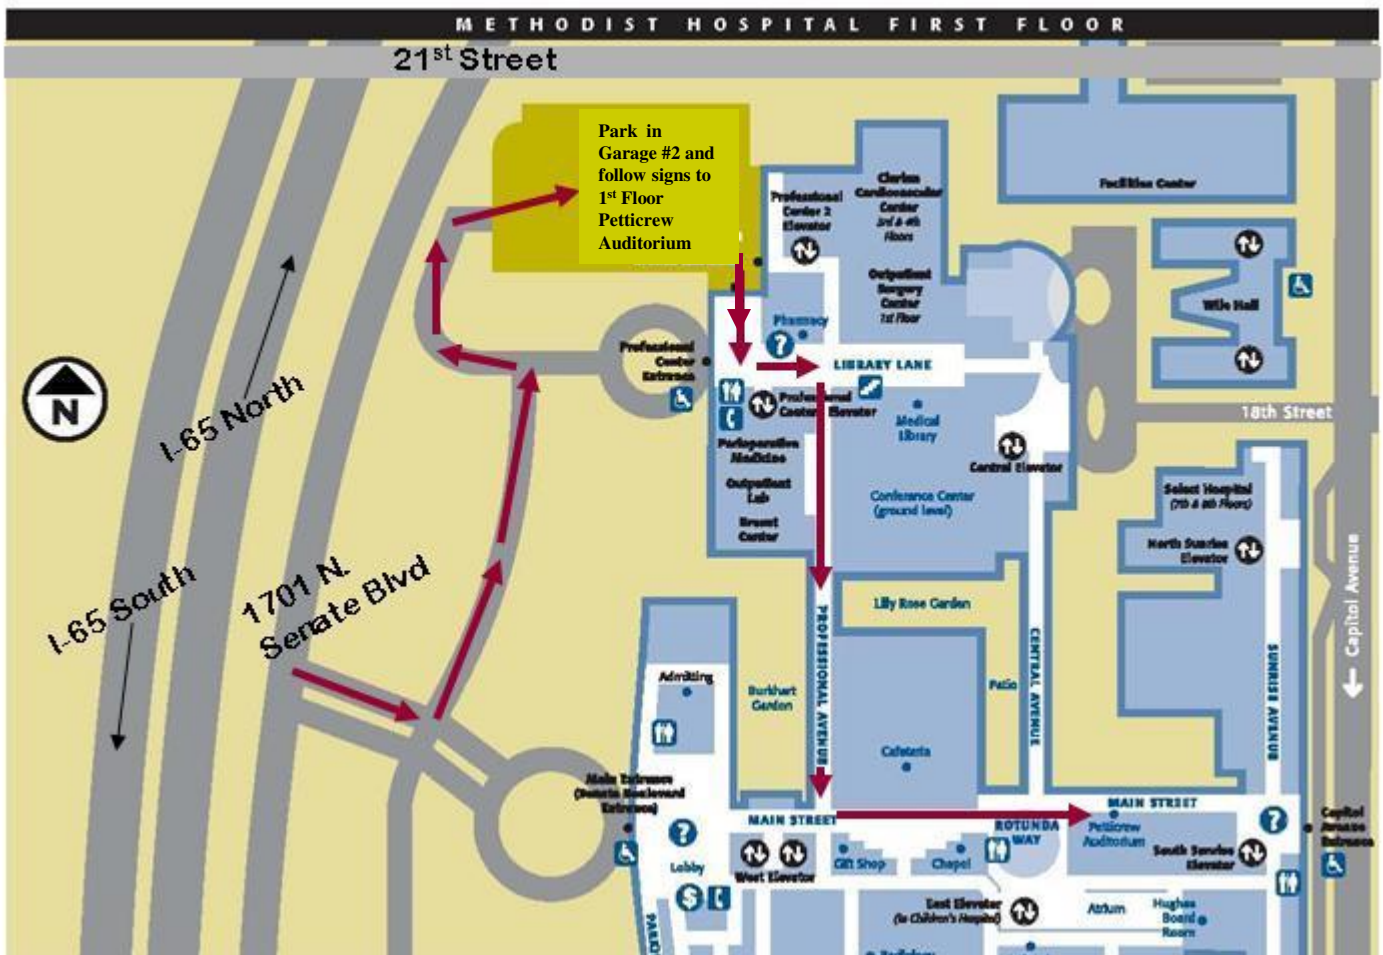 METHODIST HOSPITAL FIRST FLOOR
21st Street
Park in
Garage #2 and
follow signs to
1st Floor
Petticrew
Auditorium
Professional
Center 2
Elevator
Clarian
Cardiovascular
Center
3rd & 4th
Floors
Outpatient
Surgery
Center
1st Floor
Facilities Center
Wile Hall
Pharmacy
?
Professional
Center
Entrance
LIBRARY LANE
Professional
Center Elevator
Medical
Library
Central Elevator
18th Street
N
I-65 North
Perioperative
Medicine
Outpatient
Lab
Breast
Center
Conference Center
(ground level)
Select Hospital
(7th & 8th Floors)
North Sunrise
Elevator
I-65 South
1701 N.
Senate Blvd
Capitol Avenue
Lilly Rose Garden
PROFESSIONAL AVENUE
CENTRAL AVENUE
SUNRISE AVENUE
Admitting
Burkhart
Garden
Patio
Cafeteria
Main Entrance
(Senate Boulevard
Entrance)
MAIN STREET
MAIN STREET
?
Lobby
$
West Elevator
Gift Shop
Chapel
ROTUNDA
WAY
Petticrew
Auditorium
South Sunrise
Elevator
?
Capitol
Avenue
Entrance
East Elevator
(to Children's Hospital)
Atrium
Hughes
Board
Room
PARK
Radiology